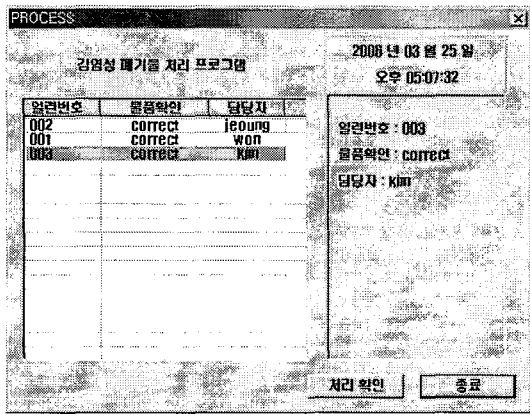 PROCESS
감염성 폐기물 처리 프로그램
2006 년 03 월 25 일
오후 05:07:32
일련번호 물품확인 담당자
002 correct jeoung
001 correct won
003 correct kim
일련번호 : 003
물품확인 : correct
담당자 : kim
처리 확인 종료